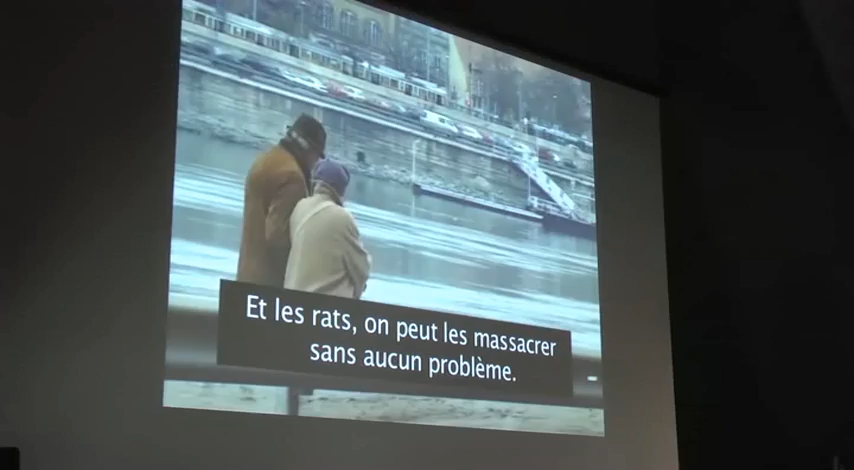 Et les rats, on peut les massacrer
sans aucun problème.